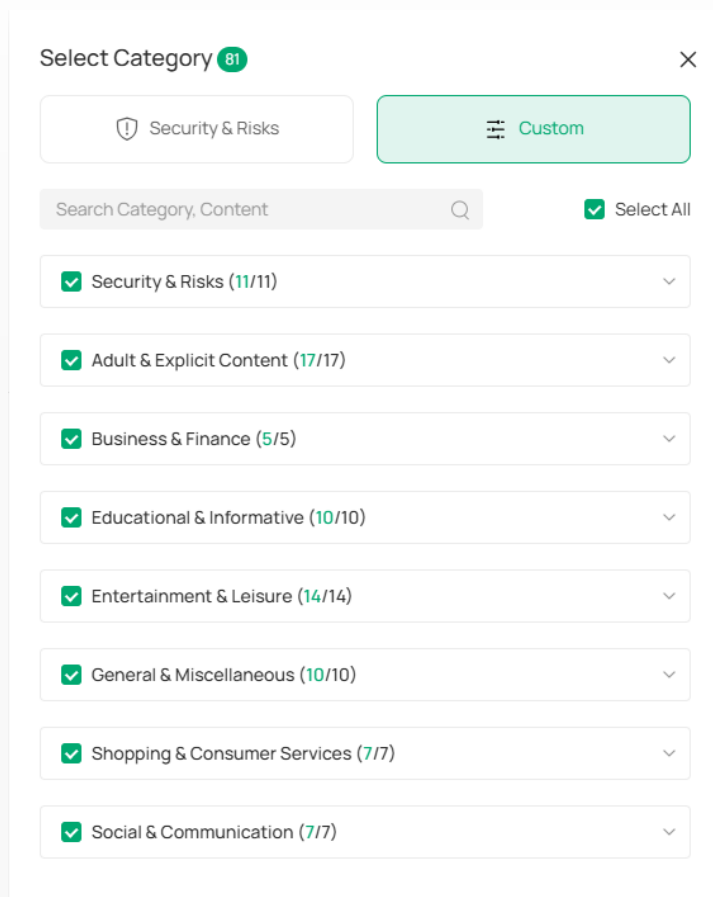 Select Category 81
Security & Risks
Custom
Search Category, Content
Select All
Security & Risks (11/11)
Adult & Explicit Content (17/17)
Business & Finance (5/5)
Educational & Informative (10/10)
Entertainment & Leisure (14/14)
General & Miscellaneous (10/10)
Shopping & Consumer Services (7/7)
Social & Communication (7/7)